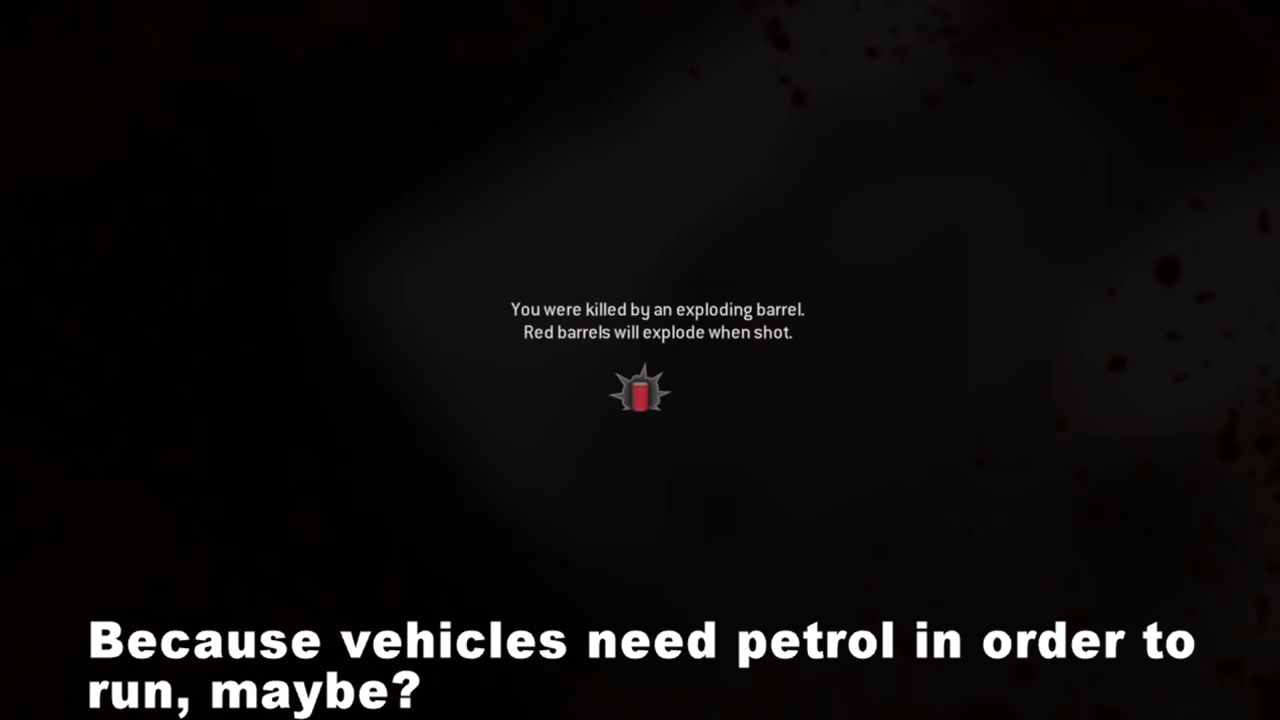 You were killed by an exploding barrel.
Red barrels will explode when shot.
Because vehicles need petrol in order to
run, maybe?